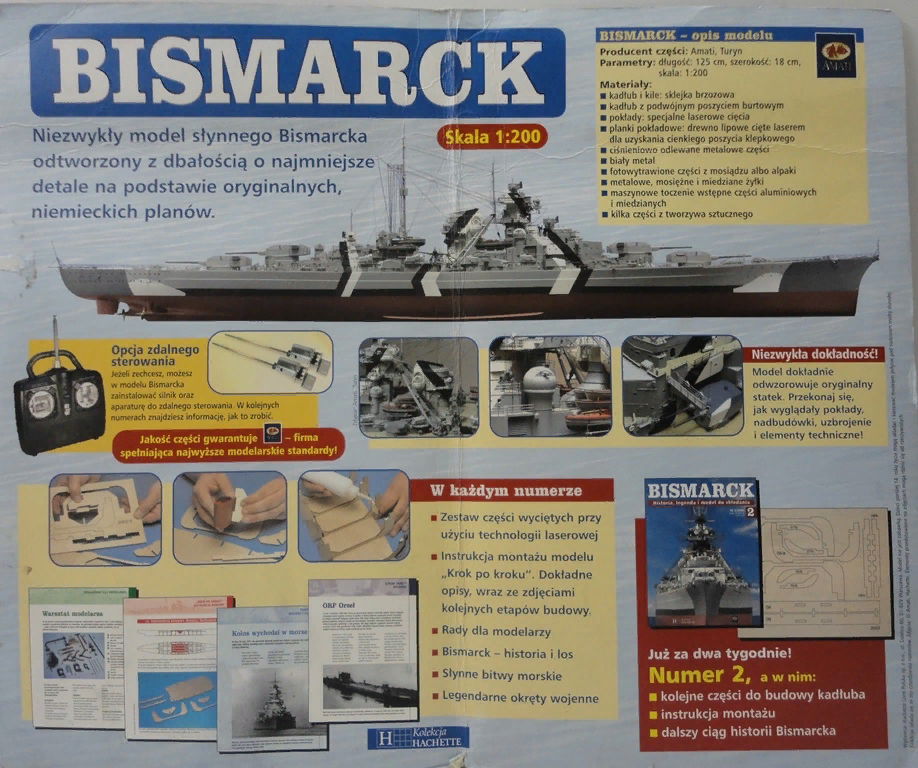 BISMARCK
Niezwykły model słynnego Bismarcka
odtworzony z dbałością o najmniejsze
detale na podstawie oryginalnych,
niemieckich planów.
Skala 1:200
BISMARCK – opis modelu
Producent części: Amati, Turyn
Parametry: długość: 125 cm, szerokość: 18 cm,
skala: 1:200
Materiały:
kadłub i kile: sklejka brzozowa
kadłub z podwójnym poszyciem burtowym
pokłady: specjalne laserowe cięcia
planki pokładowe: drewno lipowe cięte laserem
dla uzyskania cienkiego poszycia klepkowego
ciśnieniowo odlewane metalowe części
biały metal
fotowytrawione części z mosiądzu albo alpaki
metalowe, mosiężne i miedziane żyłki
maszynowe toczenie wstępne części aluminiowych
i miedzianych
kilka części z tworzywa sztucznego
AMATI
Opcja zdalnego
sterowania
Jeżeli zechcesz, możesz
w modelu Bismarcka
zainstalować silnik oraz
aparaturę do zdalnego sterowania. W kolejnych
numerach znajdziesz informację, jak to zrobić.
Jakość części gwarantuje – firma
spełniająca najwyższe modelarskie standardy!
Niezwykła dokładność!
Model dokładnie
odwzorowuje oryginalny
statek. Przekonaj się,
jak wyglądały pokłady,
nadbudówki, uzbrojenie
i elementy techniczne!
W każdym numerze
Zestaw części wyciętych przy
użyciu technologii laserowej
Instrukcja montażu modelu
„Krok po kroku”. Dokładne
opisy, wraz ze zdjęciami
kolejnych etapów budowy.
Rady dla modelarzy
Bismarck – historia i los
Słynne bitwy morskie
Legendarne okręty wojenne
Warsztat modelarza
Kolos wychodzi w morze
ORP Orzeł
H Kolekcja
HACHETTE
BISMARCK
Historia, legenda i model do składania
2
Już za dwa tygodnie!
Numer 2, a w nim:
kolejne części do budowy kadłuba
instrukcja montażu
dalszy ciąg historii Bismarcka